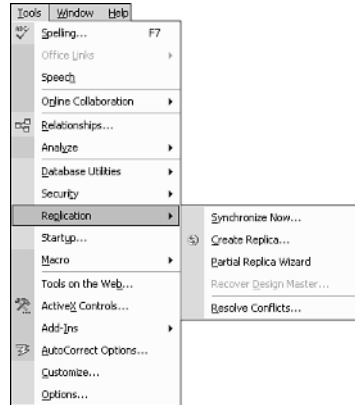 Tools Window Help
ABC Spelling... F7
Office Links
Speech
Online Collaboration
Relationships...
Analyze
Database Utilities
Security
Replication
Synchronize Now...
Startup...
Create Replica...
Macro
Partial Replica Wizard
Tools on the Web...
Recover Design Master...
ActiveX Controls...
Resolve Conflicts...
Add-Ins
AutoCorrect Options...
Customize...
Options...